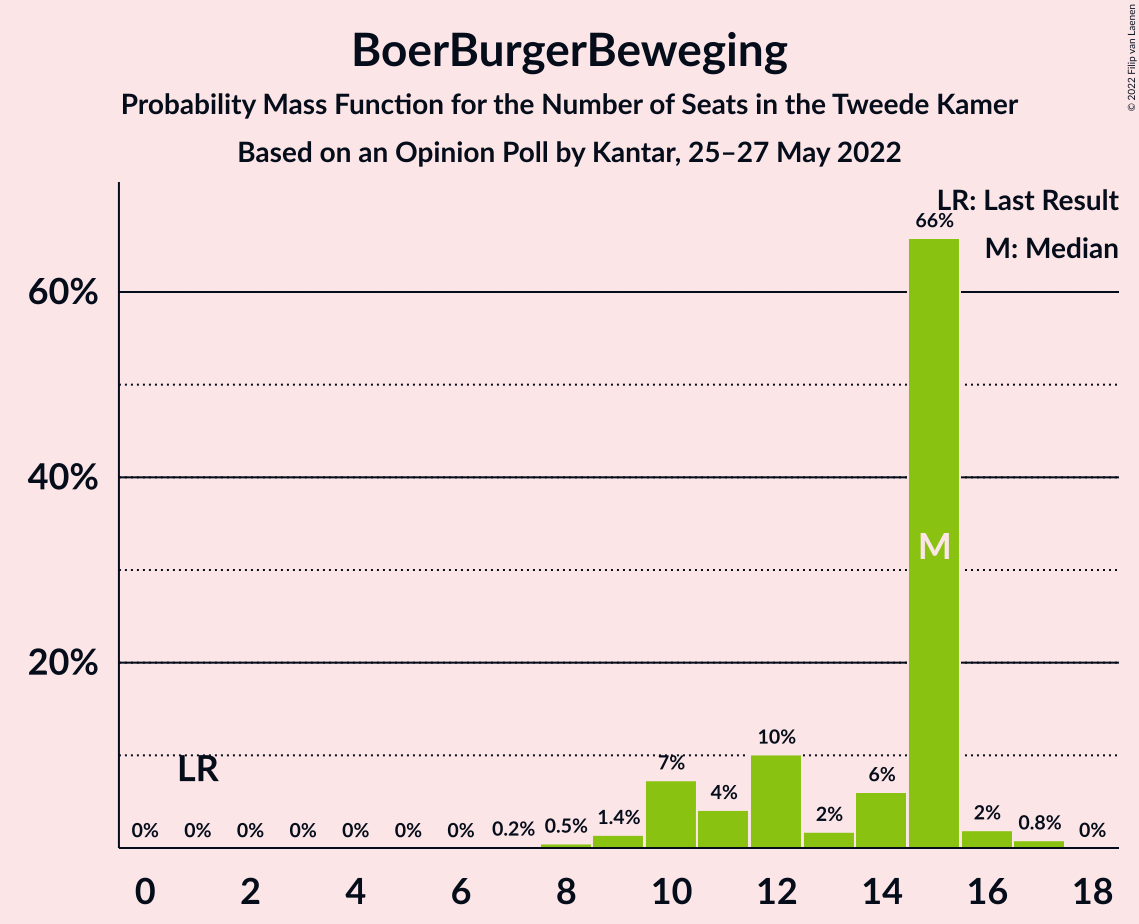 BoerBurgerBeweging
Probability Mass Function for the Number of Seats in the Tweede Kamer
Based on an Opinion Poll by Kantar, 25–27 May 2022
© 2022 Filip van Laenen
LR: Last Result
M: Median
60%
40%
20%
LR
M
0% 0% 0% 0% 0% 0% 0% 0.2% 0.5% 1.4% 7% 4% 10% 2% 6% 66% 2% 0.8% 0%
0 2 4 6 8 10 12 14 16 18